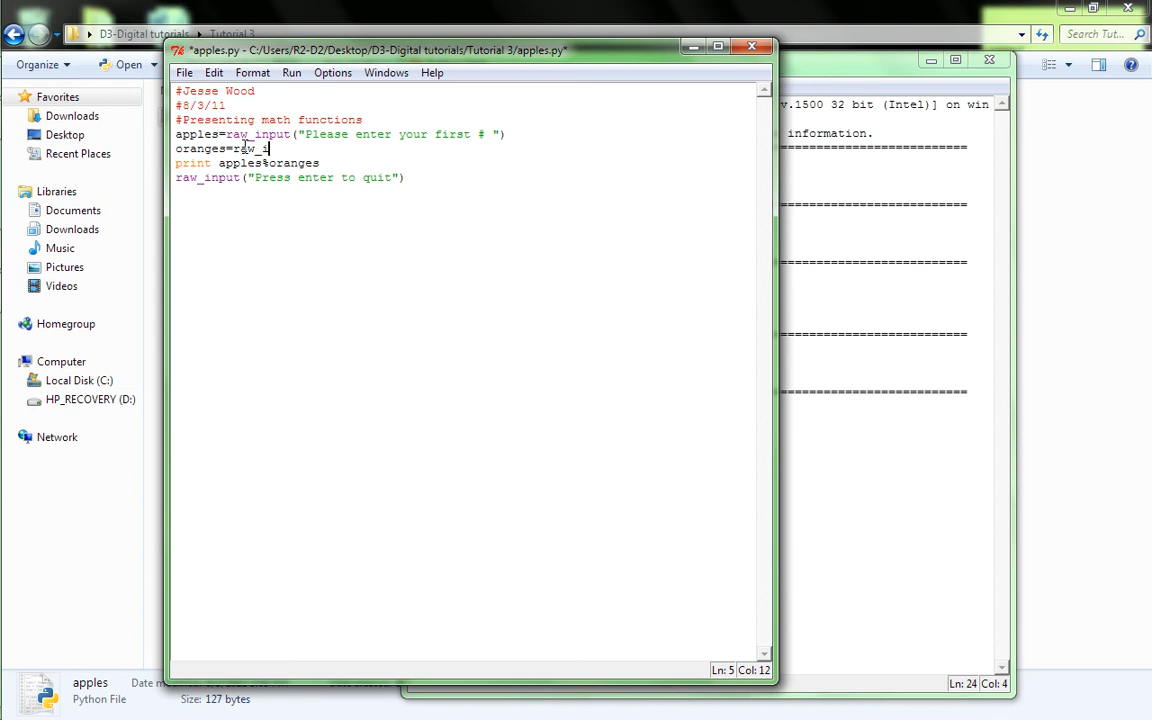 D3-Digital tutorials
Tutorial 3
Search Tut...
*apples.py - C:/Users/R2-D2/Desktop/D3-Digital tutorials/Tutorial 3/apples.py*
Organize
Open
File Edit Format Run Options Windows Help
#Jesse Wood
#8/3/11
#Presenting math functions
apples=raw_input("Please enter your first # ")
oranges=raw_i
print apples%oranges
raw_input("Press enter to quit")
v.1500 32 bit (Intel)] on win
information.
=========================
=========================
=========================
=========================
=========================
Favorites
Downloads
Desktop
Recent Places
Libraries
Documents
Downloads
Music
Pictures
Videos
Homegroup
Computer
Local Disk (C:)
HP_RECOVERY (D:)
Network
Ln: 5 Col: 12
Ln: 24 Col: 4
apples
Python File
Size: 127 bytes